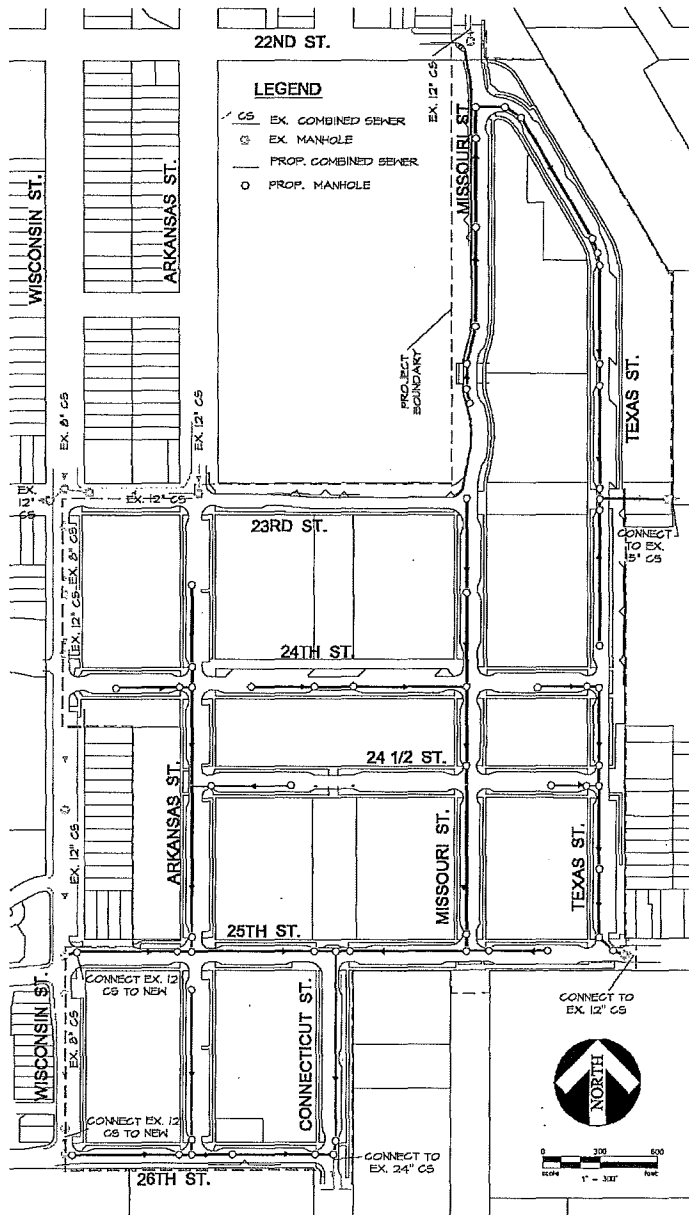 22ND ST.
LEGEND
CS EX. COMBINED SEWER
EX. MANHOLE
PROP. COMBINED SEWER
PROP. MANHOLE
EX. 12" CS
MISSOURI ST.
WISCONSIN ST.
ARKANSAS ST.
PROJECT
BOUNDARY
TEXAS ST.
EX. 8" CS
EX. 12" CS
EX.
12"
CS
EX. 12" CS
23RD ST.
CONNECT
TO EX.
5" CS
EX. 12" CS
EX. 8" CS
24TH ST.
24 1/2 ST.
ARKANSAS ST.
MISSOURI ST.
TEXAS ST.
EX. 12" CS
25TH ST.
CONNECT EX. 12
CS TO NEW
WISCONSIN ST.
EX. 8" CS
CONNECTICUT ST.
CONNECT TO
EX. 12" CS
CONNECT EX. 12
CS TO NEW
CONNECT TO
EX. 24" CS
26TH ST.
NORTH
0 300 600
scale feet
1" = 300'